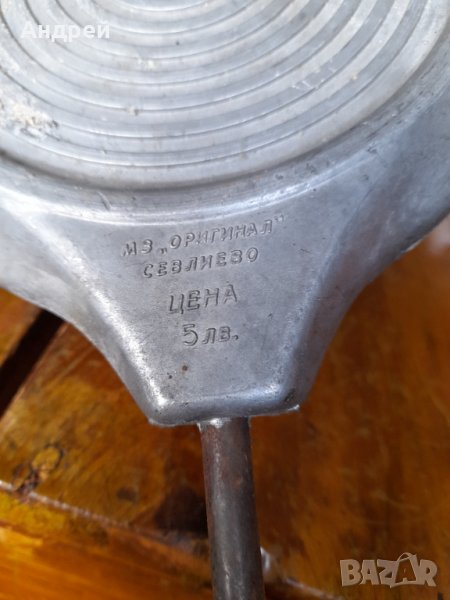 Андрей
МЗ „ОРИГИНАЛ"
СЕВЛИЕВО
ЦЕНА
5 лв.
BAZAR